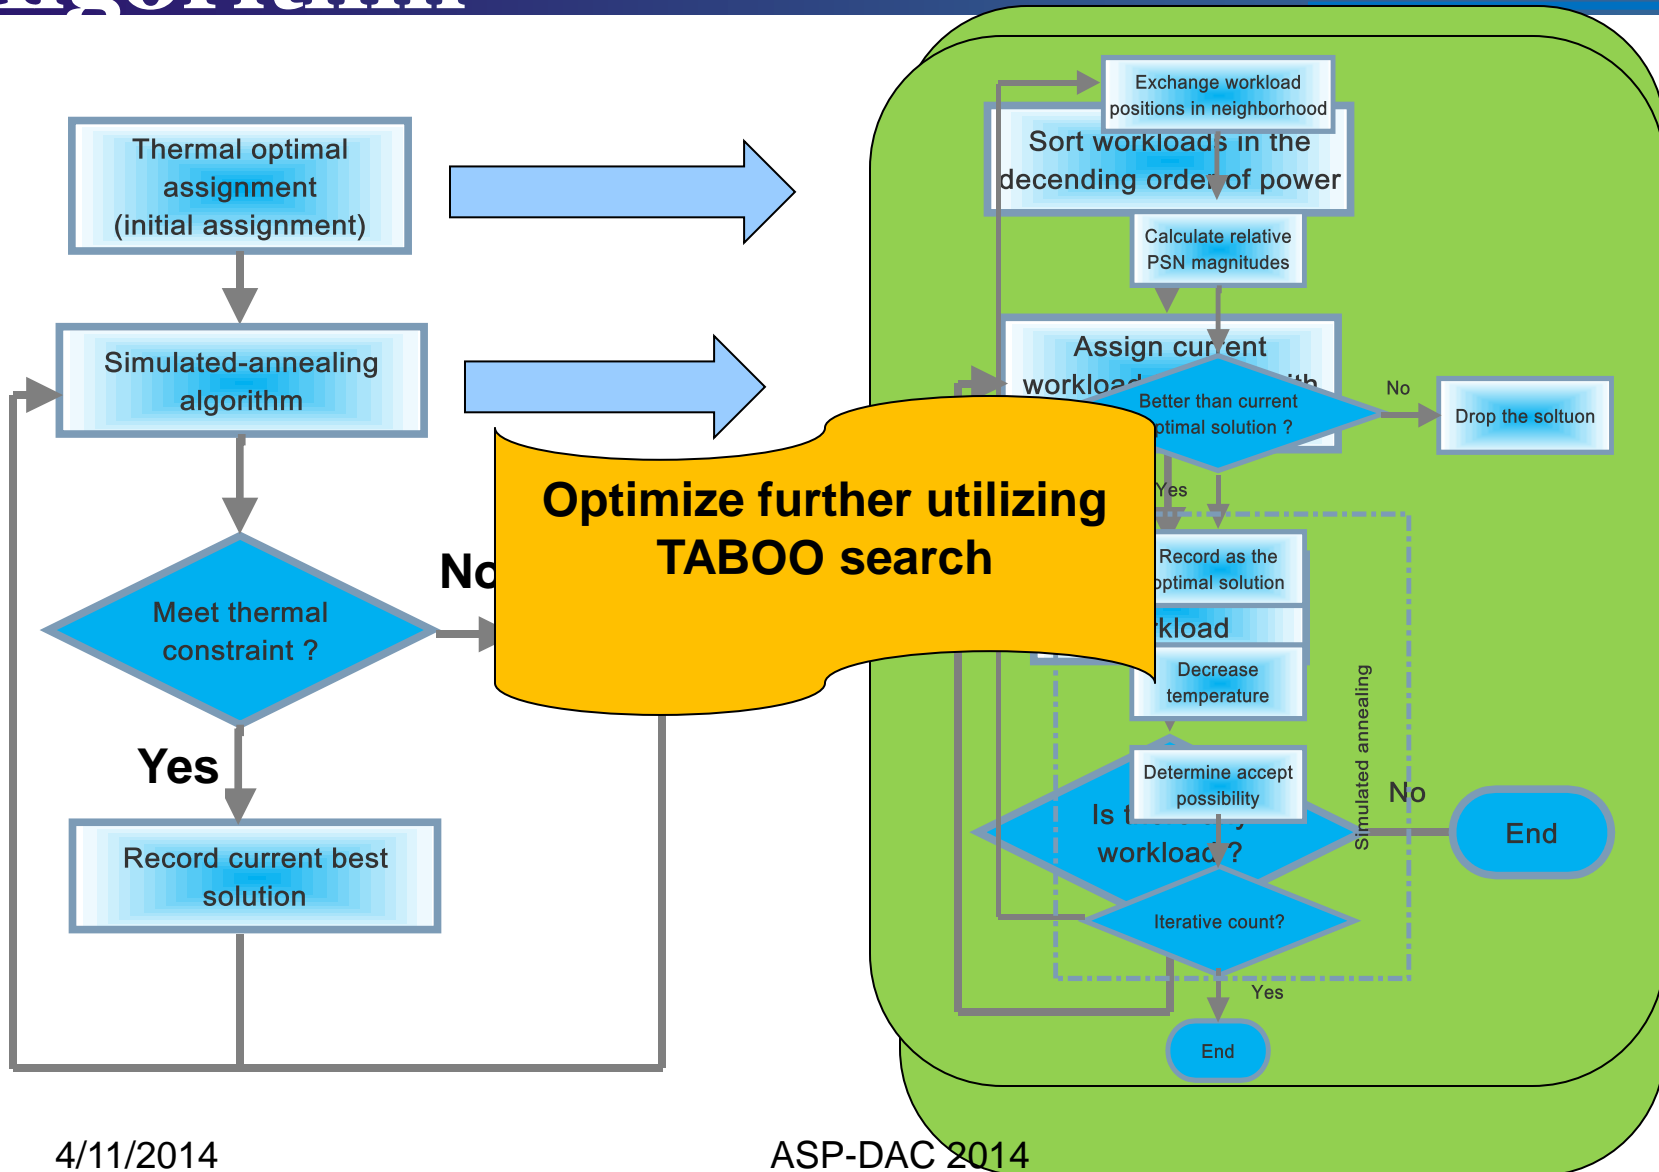 Thermal optimal
assignment
(initial assignment)
Simulated-annealing
algorithm
Meet thermal
constraint ?
No
Yes
Record current best
solution
Optimize further utilizing
TABOO search
Exchange workload
positions in neighborhood
Sort workloads in the
decending order of power
Calculate relative
PSN magnitudes
Assign current
Better than current
solution ?
No
Drop the soltuon
Yes
Record as the
optimal solution
Decrease
temperature
Simulated annealing
Determine accept
possibility
Is
workload ?
No
End
Iterative count?
Yes
End
4/11/2014
ASP-DAC 2014